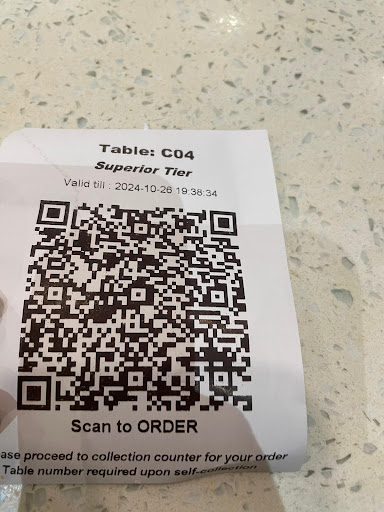 Table: C04
Superior Tier
Valid till : 2024-10-26 19:38:34
Scan to ORDER
ase proceed to collection counter for your order
Table number required upon self-collection